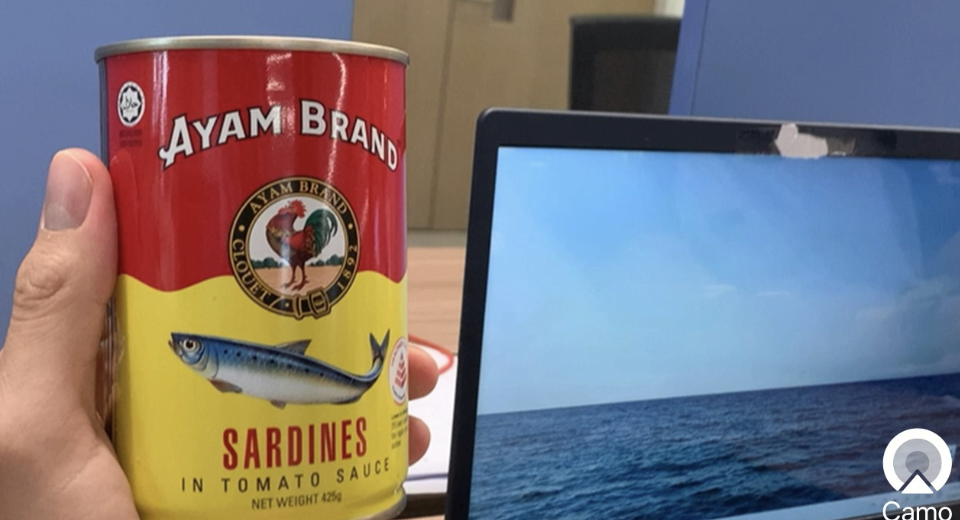 AYAM BRAND
AYAM BRAND
CLOUET 1892
SARDINES
IN TOMATO SAUCE
NET WEIGHT 425g
Camo